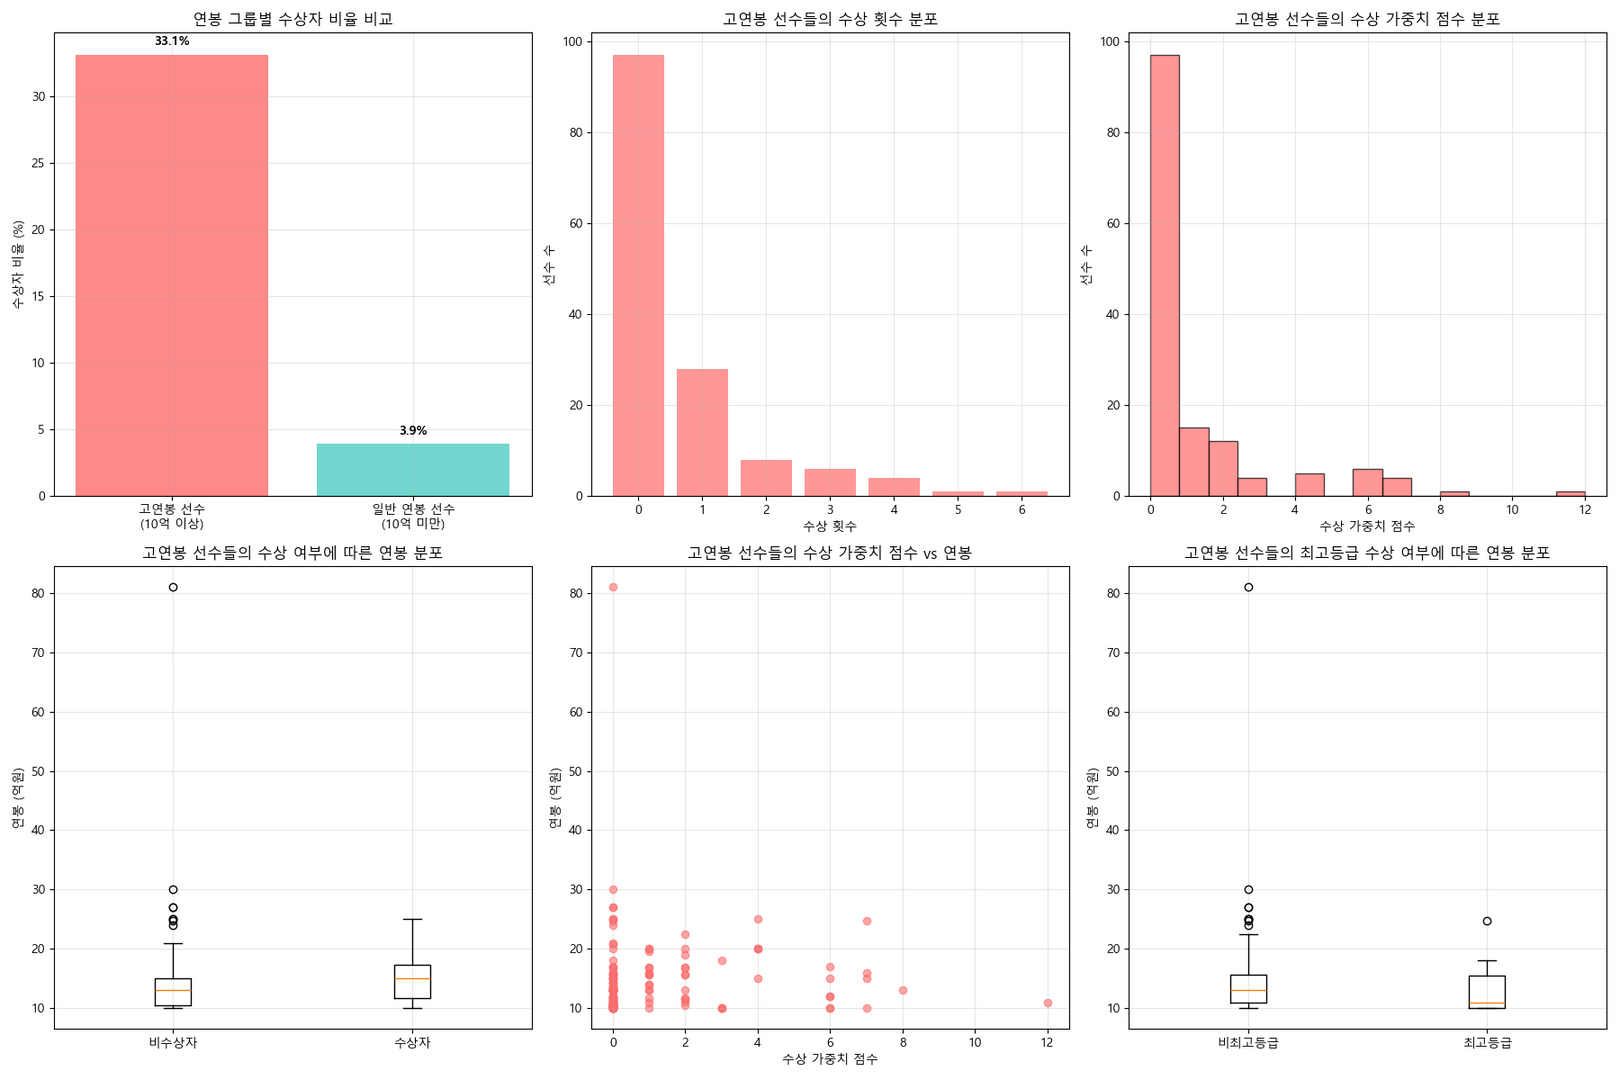 연봉 그룹별 수상자 비율 비교
33.1%
3.9%
수상자 비율 (%)
30
25
20
15
10
5
0
고연봉 선수
(10억 이상)
일반 연봉 선수
(10억 미만)
고연봉 선수들의 수상 횟수 분포
선수 수
100
80
60
40
20
0
0 1 2 3 4 5 6
수상 횟수
고연봉 선수들의 수상 가중치 점수 분포
선수 수
100
80
60
40
20
0
0 2 4 6 8 10 12
수상 가중치 점수
고연봉 선수들의 수상 여부에 따른 연봉 분포
연봉 (억원)
80
70
60
50
40
30
20
10
비수상자 수상자
고연봉 선수들의 수상 가중치 점수 vs 연봉
연봉 (억원)
80
70
60
50
40
30
20
10
0 2 4 6 8 10 12
수상 가중치 점수
고연봉 선수들의 최고등급 수상 여부에 따른 연봉 분포
연봉 (억원)
80
70
60
50
40
30
20
10
비최고등급 최고등급